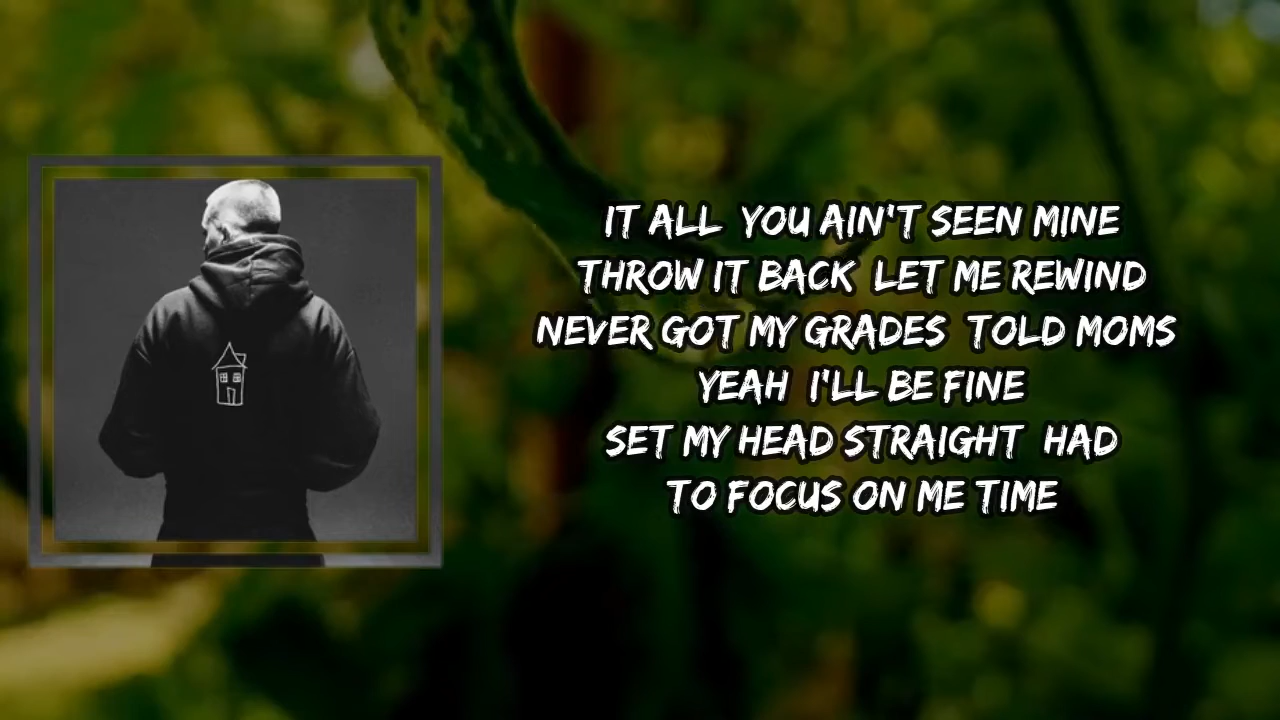 IT ALL YOU AIN'T SEEN MINE
THROW IT BACK LET ME REWIND
NEVER GOT MY GRADES TOLD MOMS
YEAH I'LL BE FINE
SET MY HEAD STRAIGHT HAD
TO FOCUS ON ME TIME